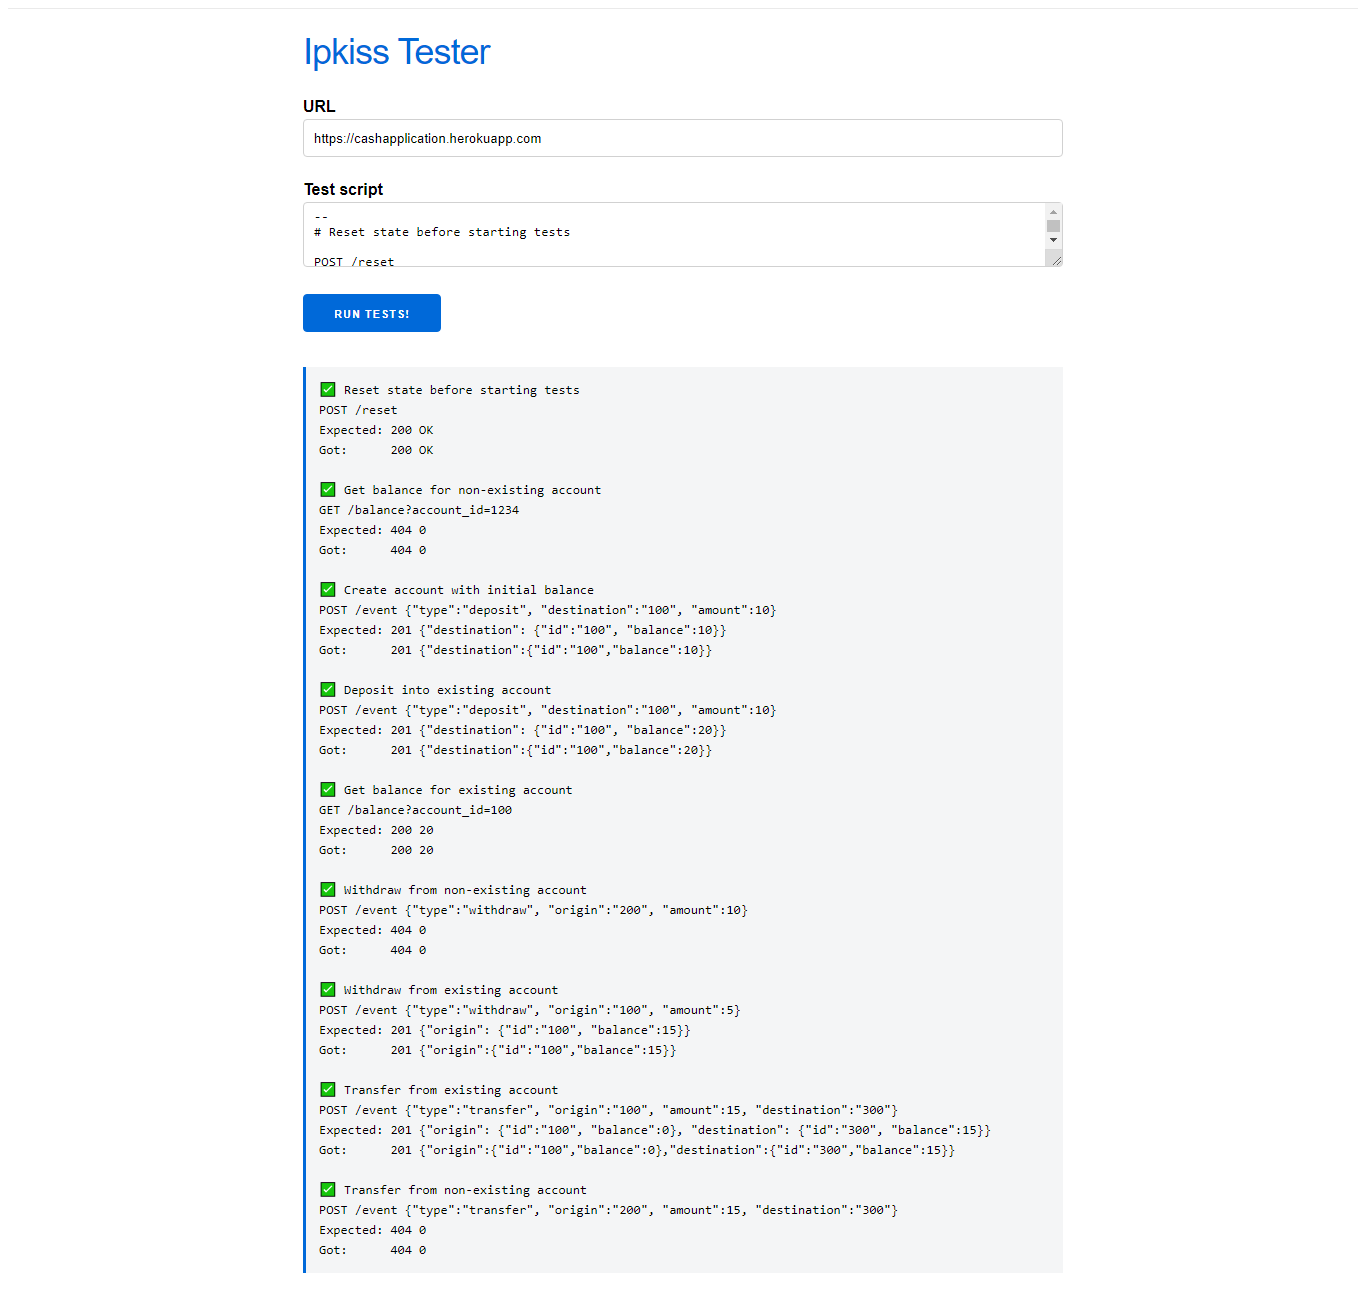 Ipkiss Tester
URL
https://cashapplication.herokuapp.com
Test script
--
# Reset state before starting tests
POST /reset
RUN TESTS!
✅ Reset state before starting tests
POST /reset
Expected: 200 OK
Got:      200 OK
✅ Get balance for non-existing account
GET /balance?account_id=1234
Expected: 404 0
Got:      404 0
✅ Create account with initial balance
POST /event {"type":"deposit", "destination":"100", "amount":10}
Expected: 201 {"destination": {"id":"100", "balance":10}}
Got:      201 {"destination":{"id":"100","balance":10}}
✅ Deposit into existing account
POST /event {"type":"deposit", "destination":"100", "amount":10}
Expected: 201 {"destination": {"id":"100", "balance":20}}
Got:      201 {"destination":{"id":"100","balance":20}}
✅ Get balance for existing account
GET /balance?account_id=100
Expected: 200 20
Got:      200 20
✅ Withdraw from non-existing account
POST /event {"type":"withdraw", "origin":"200", "amount":10}
Expected: 404 0
Got:      404 0
✅ Withdraw from existing account
POST /event {"type":"withdraw", "origin":"100", "amount":5}
Expected: 201 {"origin": {"id":"100", "balance":15}}
Got:      201 {"origin":{"id":"100","balance":15}}
✅ Transfer from existing account
POST /event {"type":"transfer", "origin":"100", "amount":15, "destination":"300"}
Expected: 201 {"origin": {"id":"100", "balance":0}, "destination": {"id":"300", "balance":15}}
Got:      201 {"origin":{"id":"100","balance":0},"destination":{"id":"300","balance":15}}
✅ Transfer from non-existing account
POST /event {"type":"transfer", "origin":"200", "amount":15, "destination":"300"}
Expected: 404 0
Got:      404 0